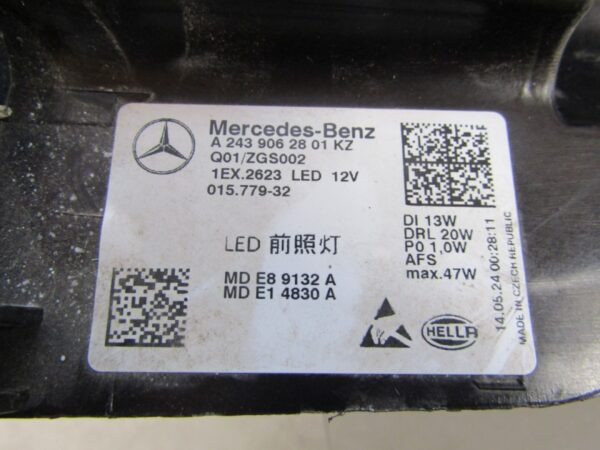 Mercedes-Benz
A 243 906 28 01 KZ
Q01/ZGS002
1EX.2623 LED 12V
015.779-32
LED 前照灯
MD E8 9132 A
MD E1 4830 A
DI 13W
DRL 20W
PO 1,0W
AFS
max.47W
14.05.24 00:28:11
MADE IN CZECH REPUBLIC
HELLA